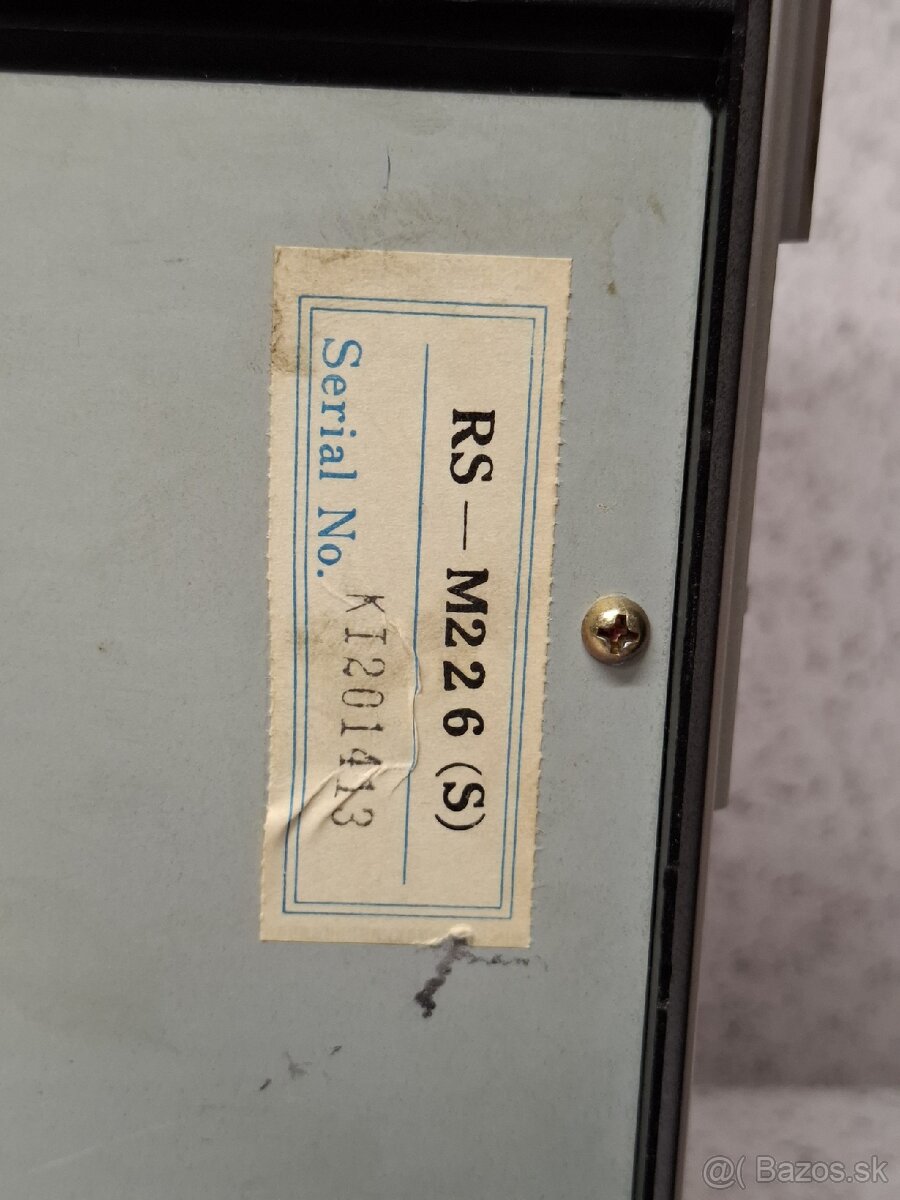 RS-M226(S)
Serial No. KI201413
@( Bazos.sk